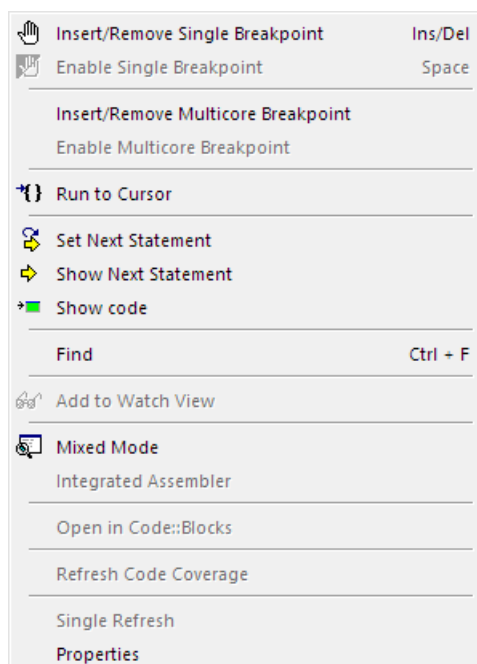 Insert/Remove Single Breakpoint Ins/Del
Enable Single Breakpoint Space
Insert/Remove Multicore Breakpoint
Enable Multicore Breakpoint
Run to Cursor
Set Next Statement
Show Next Statement
Show code
Find Ctrl + F
Add to Watch View
Mixed Mode
Integrated Assembler
Open in Code::Blocks
Refresh Code Coverage
Single Refresh
Properties